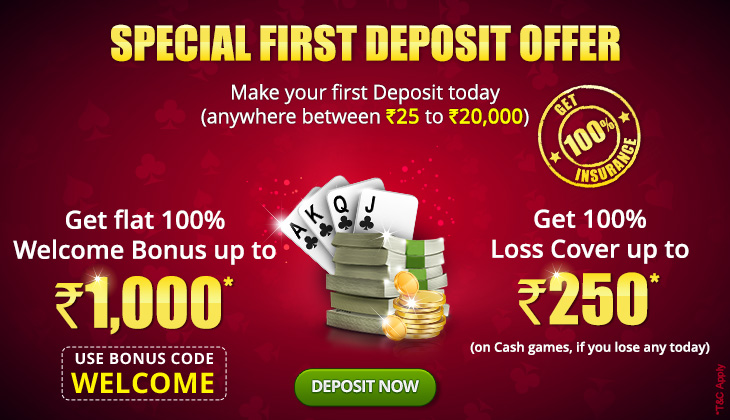 SPECIAL FIRST DEPOSIT OFFER
Make your first Deposit today
(anywhere between ₹25 to ₹20,000)
GET
100%
INSURANCE
Get flat 100%
Welcome Bonus up to
₹1,000*
USE BONUS CODE
WELCOME
A K Q J
Get 100%
Loss Cover up to
₹250*
(on Cash games, if you lose any today)
DEPOSIT NOW
*T&C Apply